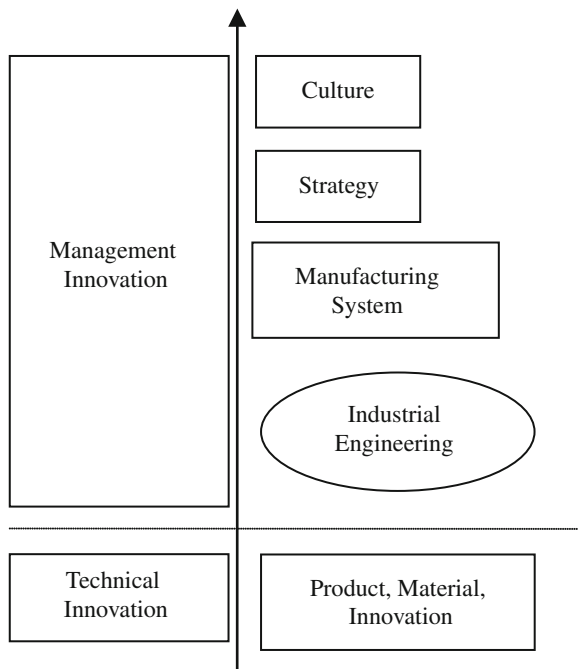 Culture
Strategy
Management
Innovation
Manufacturing
System
Industrial
Engineering
Technical
Innovation
Product, Material,
Innovation